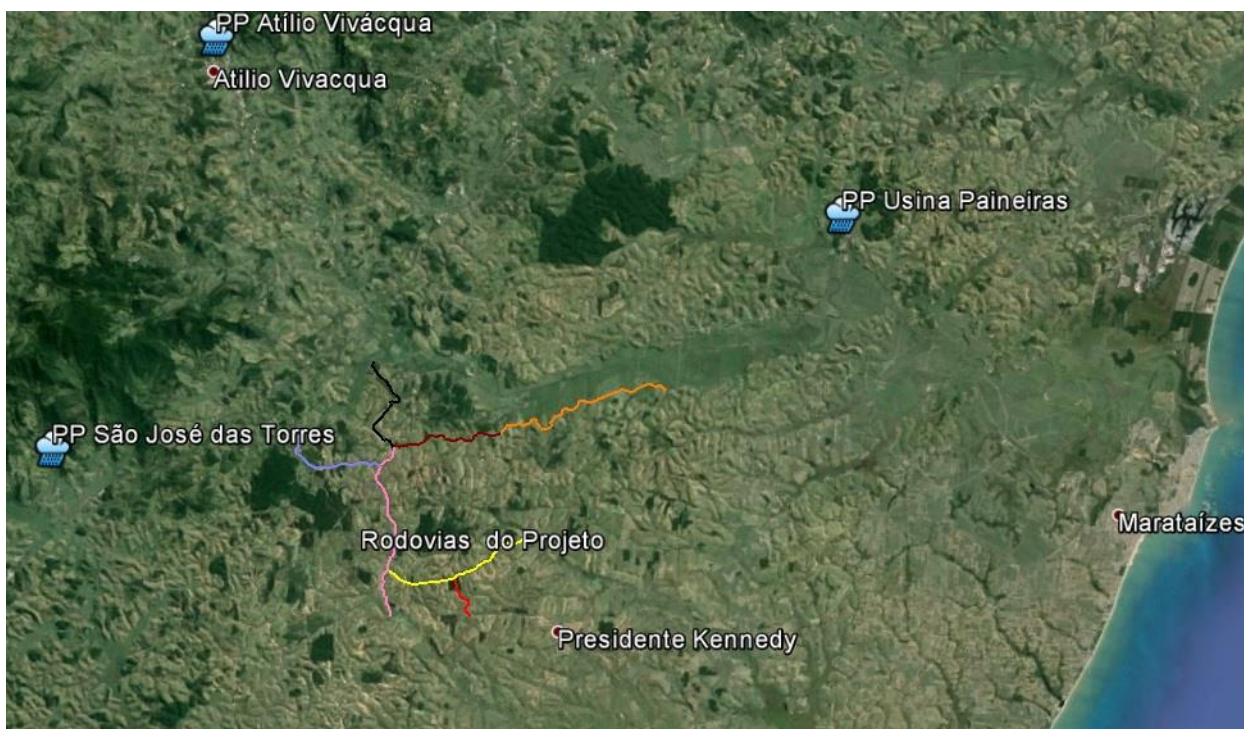 PP Atílio Vivácqua
Atilio Vivacqua
PP Usina Paineiras
PP São José das Torres
Marataízes
Rodovias do Projeto
Presidente Kennedy